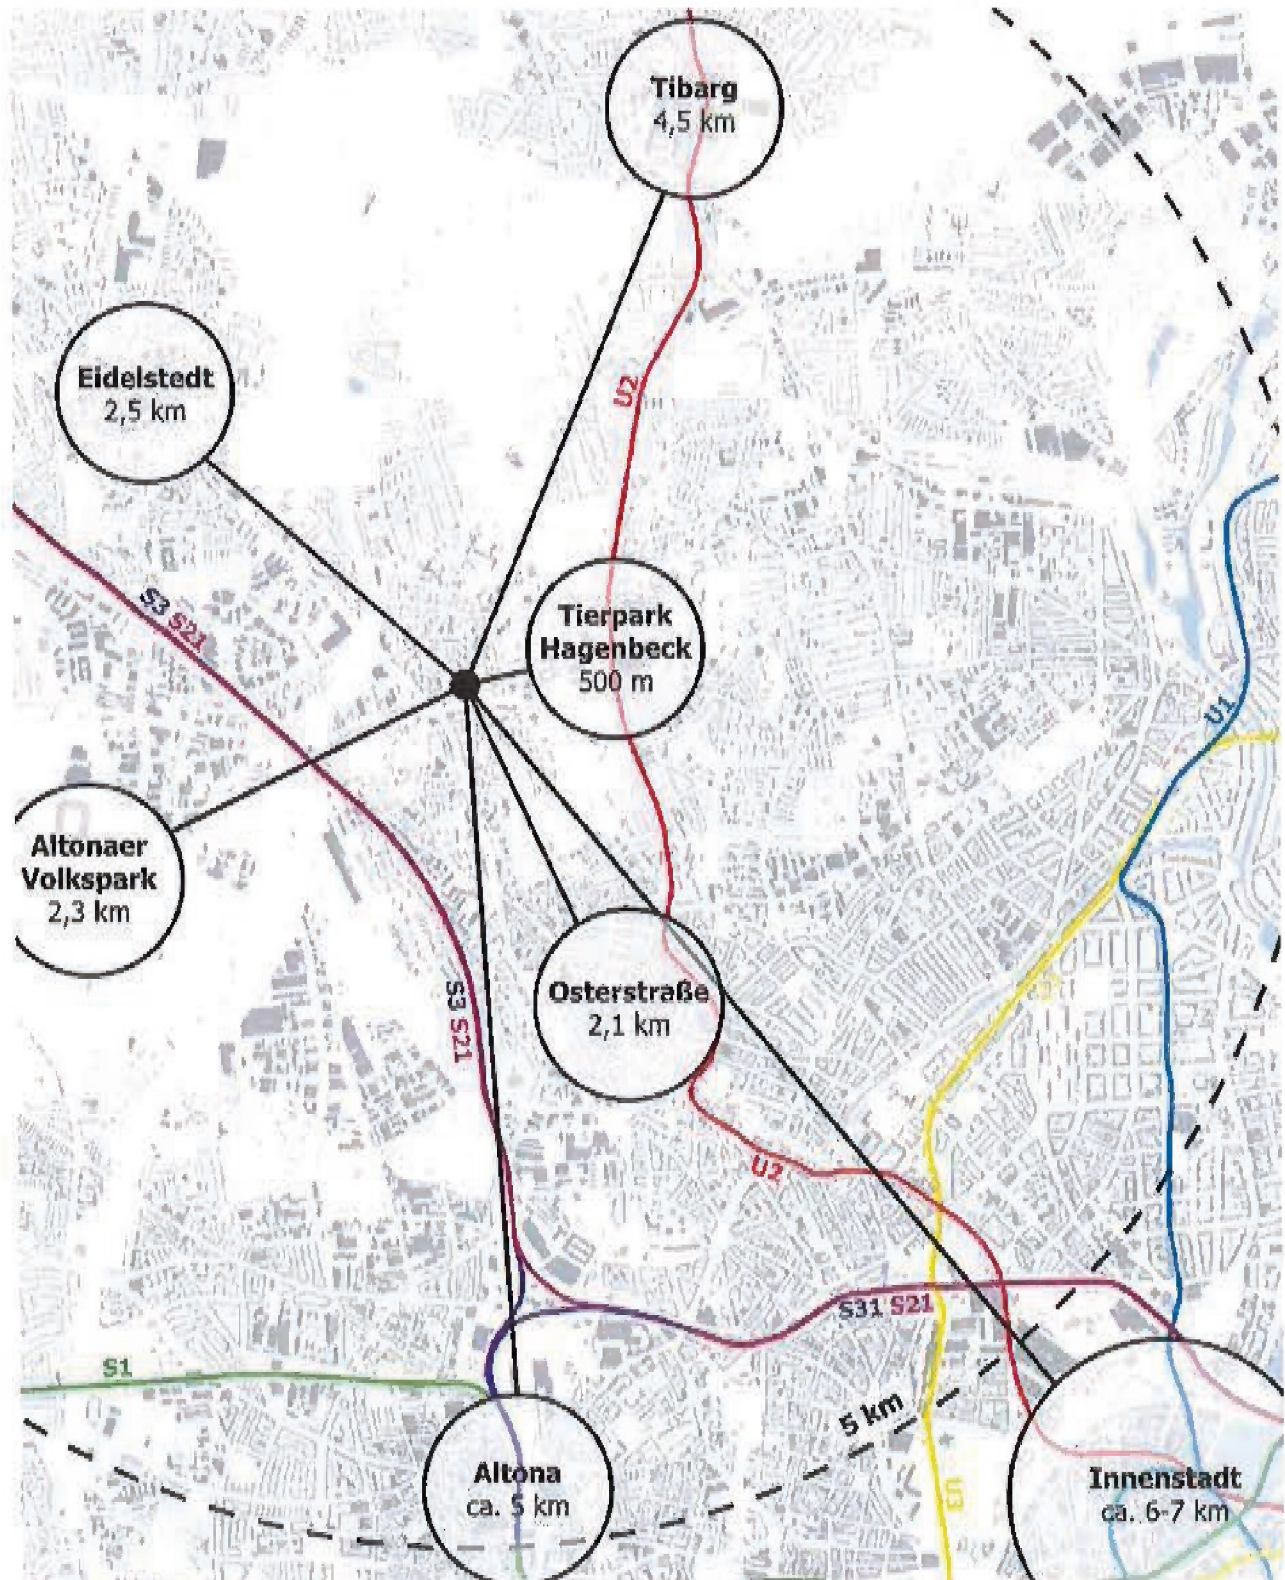 Tibarg
4,5 km
Eidelstedt
2,5 km
U2
S3 S21
Tierpark
Hagenbeck
500 m
U1
Altonaer
Volkspark
2,3 km
S3 S21
Osterstraße
2,1 km
U2
S31 S21
S1
5 km
Altona
ca. 5 km
Innenstadt
ca. 6-7 km
U3